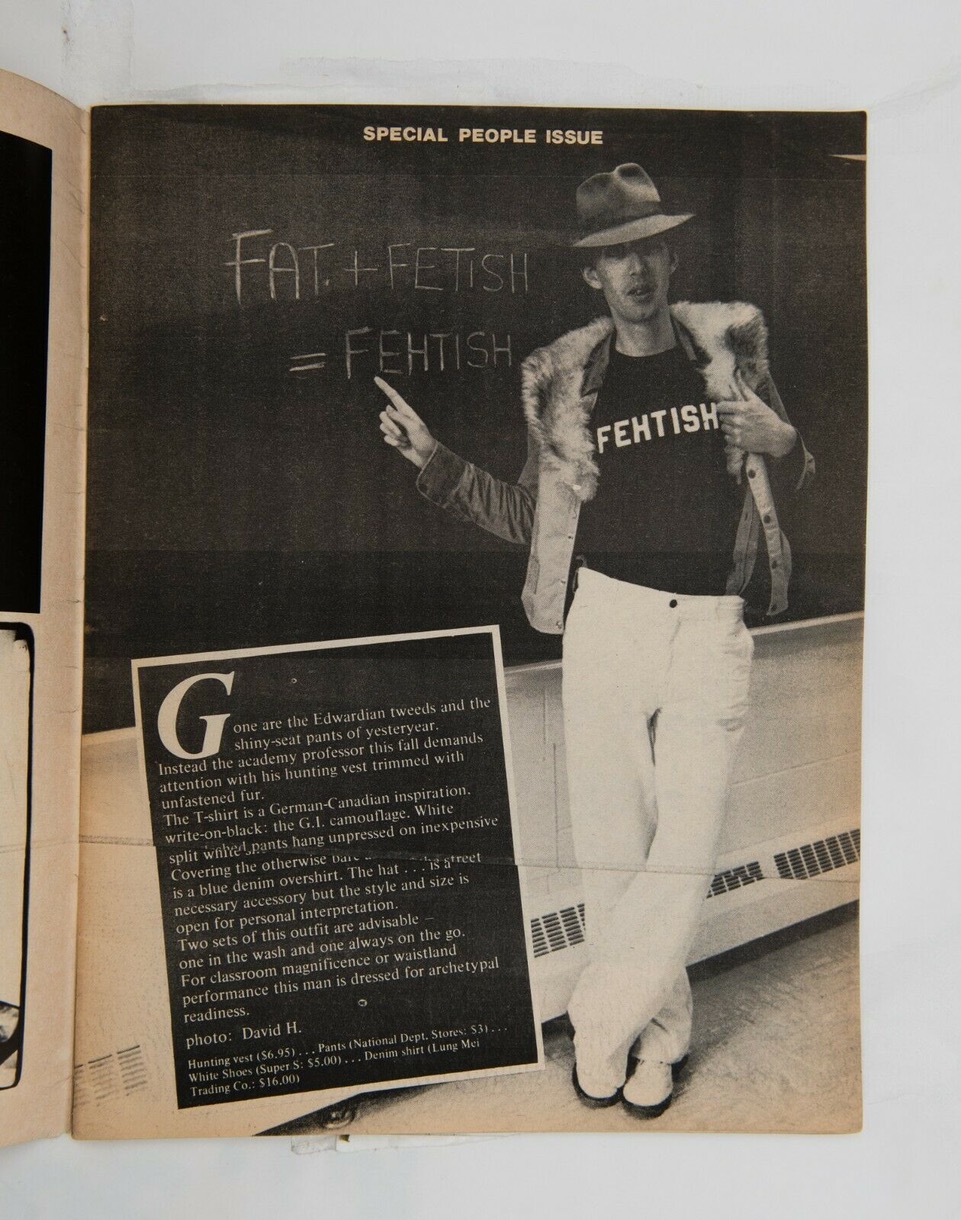 SPECIAL PEOPLE ISSUE
FAT. + FETISH
= FEHTISH
FEHTISH
Gone are the Edwardian tweeds and the
shiny-seat pants of yesteryear.
Instead the academy professor this fall demands
attention with his hunting vest trimmed with
unfastened fur.
The T-shirt is a German-Canadian inspiration.
write-on-black: the G.I. camouflage. White
split white pants hang unpressed on inexpensive
Covering the otherwise bare street
is a blue denim overshirt. The hat . . . is a
necessary accessory but the style and size is
open for personal interpretation.
Two sets of this outfit are advisable –
one in the wash and one always on the go.
For classroom magnificence or waistland
performance this man is dressed for archetypal
readiness.
photo: David H.
Hunting vest ($6.95) . . . Pants (National Dept. Stores: $3) . . .
White Shoes (Super S: $5.00) . . . Denim shirt (Lung Mei
Trading Co.: $16.00)